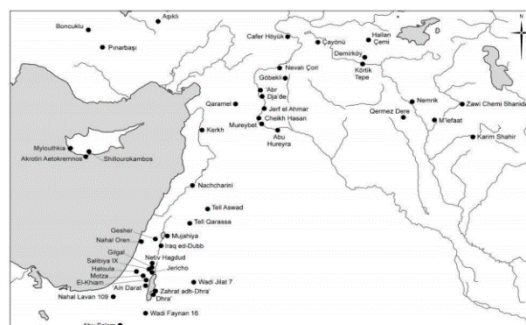 Aşıklı
Boncuklu
Pınarbaşı
Cafer Höyük
Çayönü
Hallan
Çemi
Demirköy
Körtik
Tepe
N
D
Nevalı Çori
Göbekli
'Abr
Dja'de
Jerf el Ahmar
Cheikh Hasan
Mureybet
Abu
Hureyra
Qaramel
Kerkh
Nemrik
Qermez Dere
M'lefaat
Zawi Chemi Shanida
Karim Shahir
Mylouthkia
Akrotiri Aetokremnos
Shillourokambos
Nachcharini
Tell Aswad
Tell Qarassa
Gesher
Mujahiya
Nahal Oren
Iraq ed-Dubb
Gilgal
Netiv Hagdud
Salibiya IX
Hatoula
Jericho
Motza
El-Khiam
'Ain Darat
Wadi Jilat 7
Zahrat adh-Dhra'
Nahal Lavan 109
Dhra'
Wadi Faynan 16